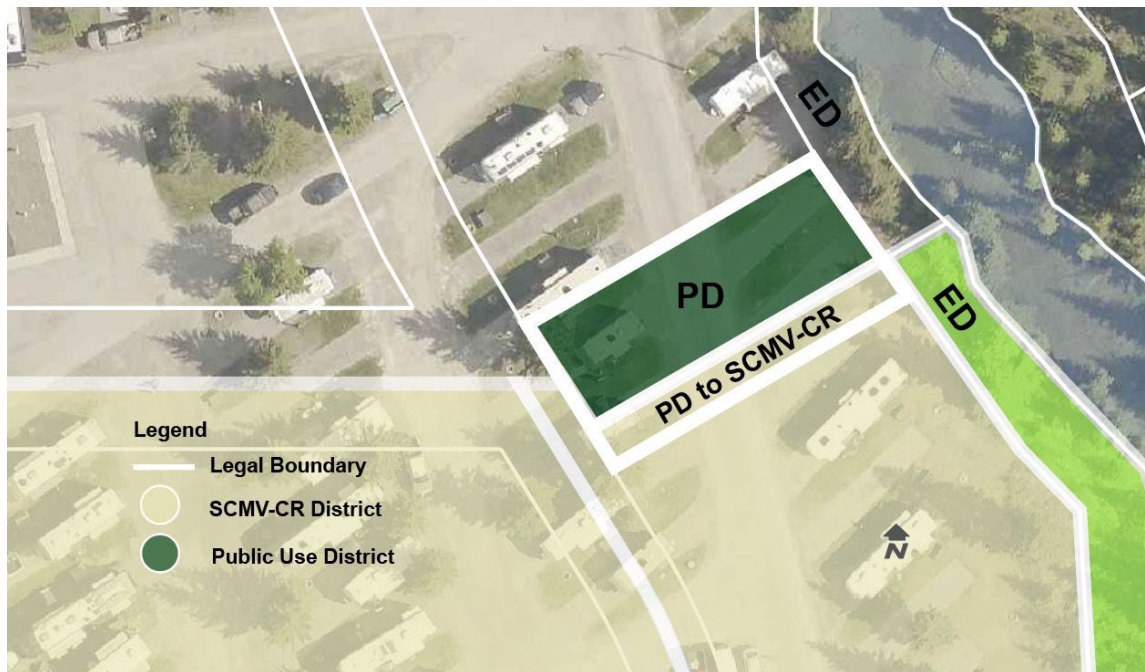 ED
PD
ED
PD to SCMV-CR
Legend
Legal Boundary
SCMV-CR District
Public Use District
N